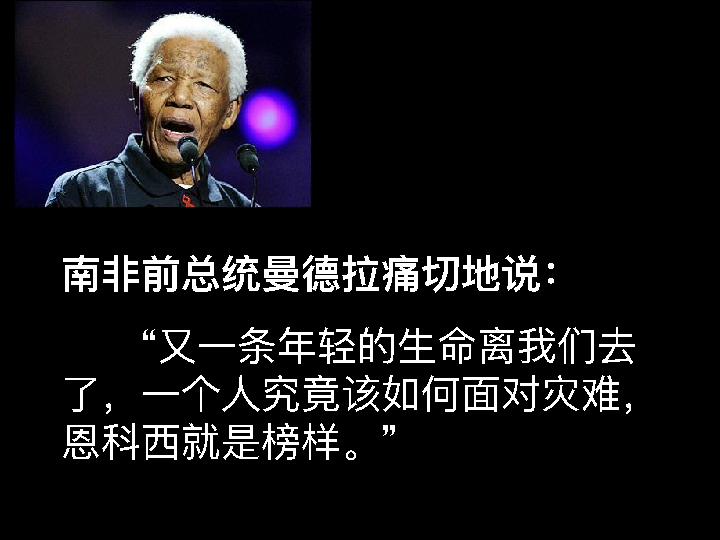 南非前总统曼德拉痛切地说：
“又一条年轻的生命离我们去
了，一个人究竟该如何面对灾难，
恩科西就是榜样。”